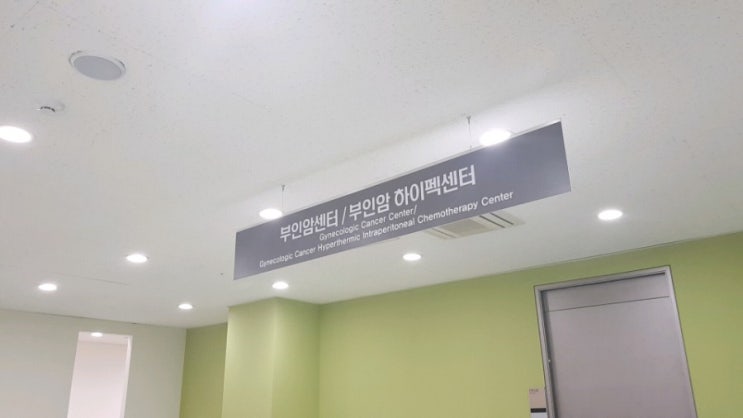 부인암센터 / 부인암 하이펙센터
Gynecologic Cancer Center/
Gynecologic Cancer Hyperthermic Intraperitoneal Chemotherapy Center